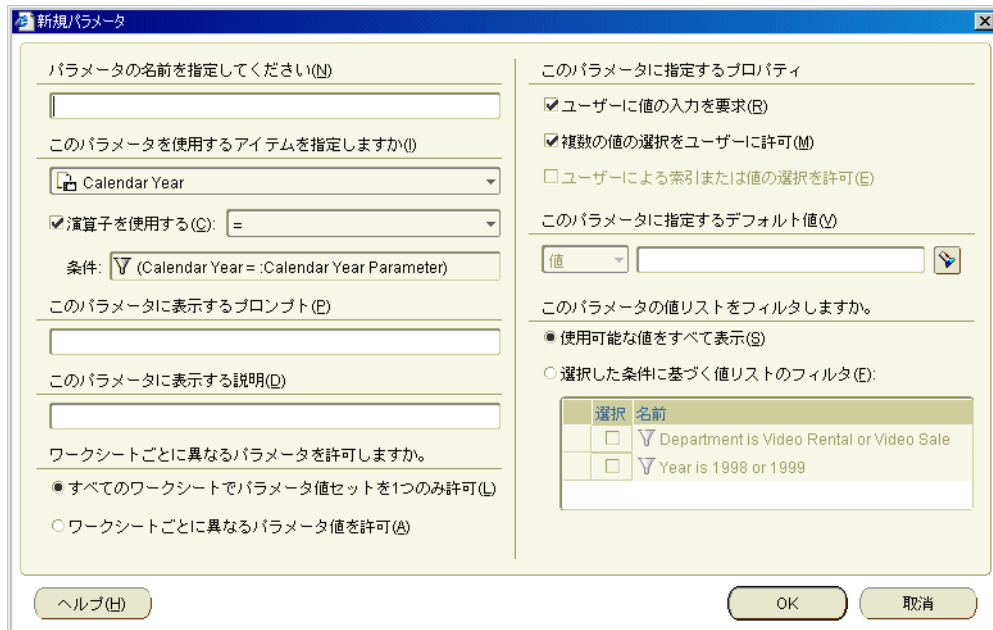 新規パラメータ
パラメータの名前を指定してください(N)
このパラメータを使用するアイテムを指定しますか(I)
Calendar Year
演算子を使用する(C): =
条件: (Calendar Year = :Calendar Year Parameter)
このパラメータに表示するプロンプト(P)
このパラメータに表示する説明(D)
ワークシートごとに異なるパラメータを許可しますか。
すべてのワークシートでパラメータ値セットを1つのみ許可(L)
ワークシートごとに異なるパラメータ値を許可(A)
このパラメータに指定するプロパティ
ユーザーに値の入力を要求(R)
複数の値の選択をユーザーに許可(M)
ユーザーによる索引または値の選択を許可(E)
このパラメータに指定するデフォルト値(V)
値
このパラメータの値リストをフィルタしますか。
使用可能な値をすべて表示(S)
選択した条件に基づく値リストのフィルタ(F):
選択 名前
Department is Video Rental or Video Sale
Year is 1998 or 1999
ヘルプ(H)
OK
取消